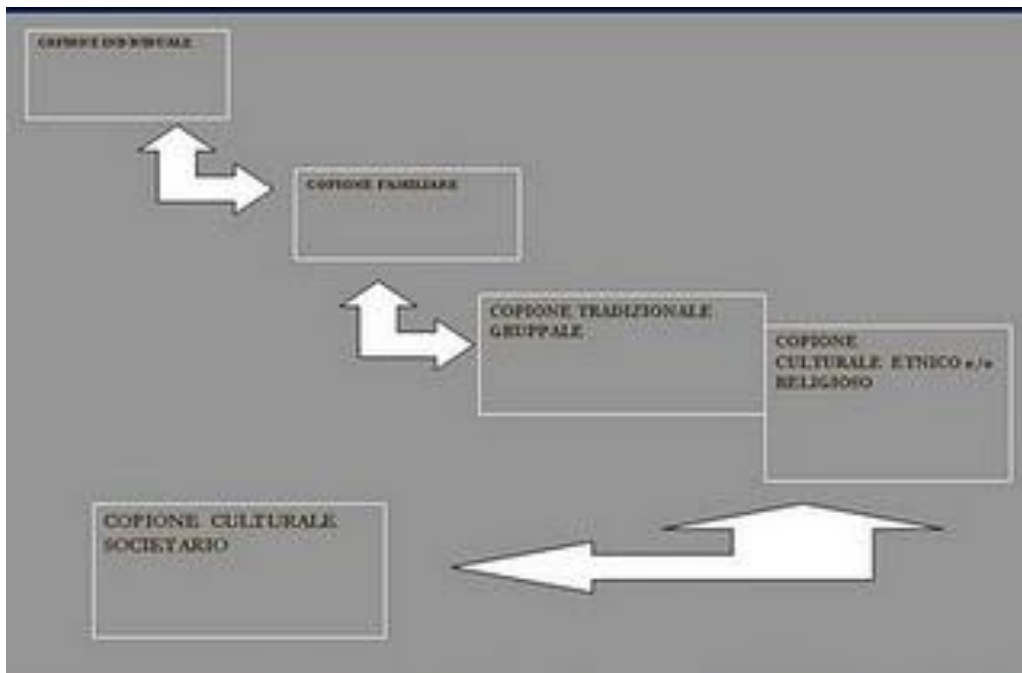 COPIONE INDIVIDUALE
COPIONE FAMILIARE
COPIONE TRADIZIONALE
GRUPPALE
COPIONE
CULTURALE ETNICO e/o
RELIGIOSO
COPIONE CULTURALE
SOCIETARIO